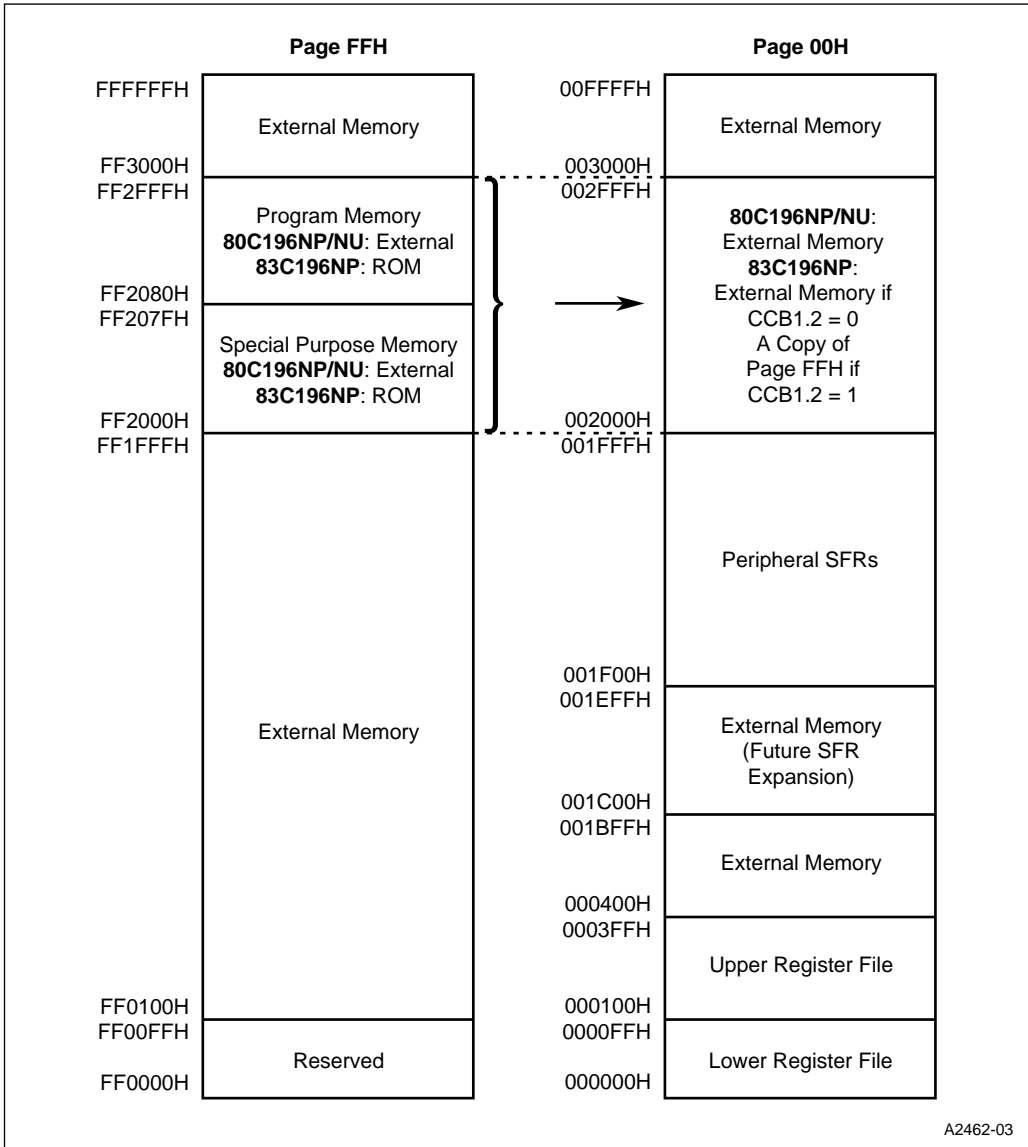 Page FFH
FFFFFFH
External Memory
FF3000H
FF2FFFH
Program Memory
80C196NP/NU: External
83C196NP: ROM
FF2080H
FF207FH
Special Purpose Memory
80C196NP/NU: External
83C196NP: ROM
FF2000H
FF1FFFH
External Memory
FF0100H
FF00FFH
Reserved
FF0000H
Page 00H
00FFFFH
External Memory
003000H
002FFFH
80C196NP/NU:
External Memory
83C196NP:
External Memory if
CCB1.2 = 0
A Copy of
Page FFH if
CCB1.2 = 1
002000H
001FFFH
Peripheral SFRs
001F00H
001EFFH
External Memory
(Future SFR
Expansion)
001C00H
001BFFH
External Memory
000400H
0003FFH
Upper Register File
000100H
0000FFH
Lower Register File
000000H
A2462-03